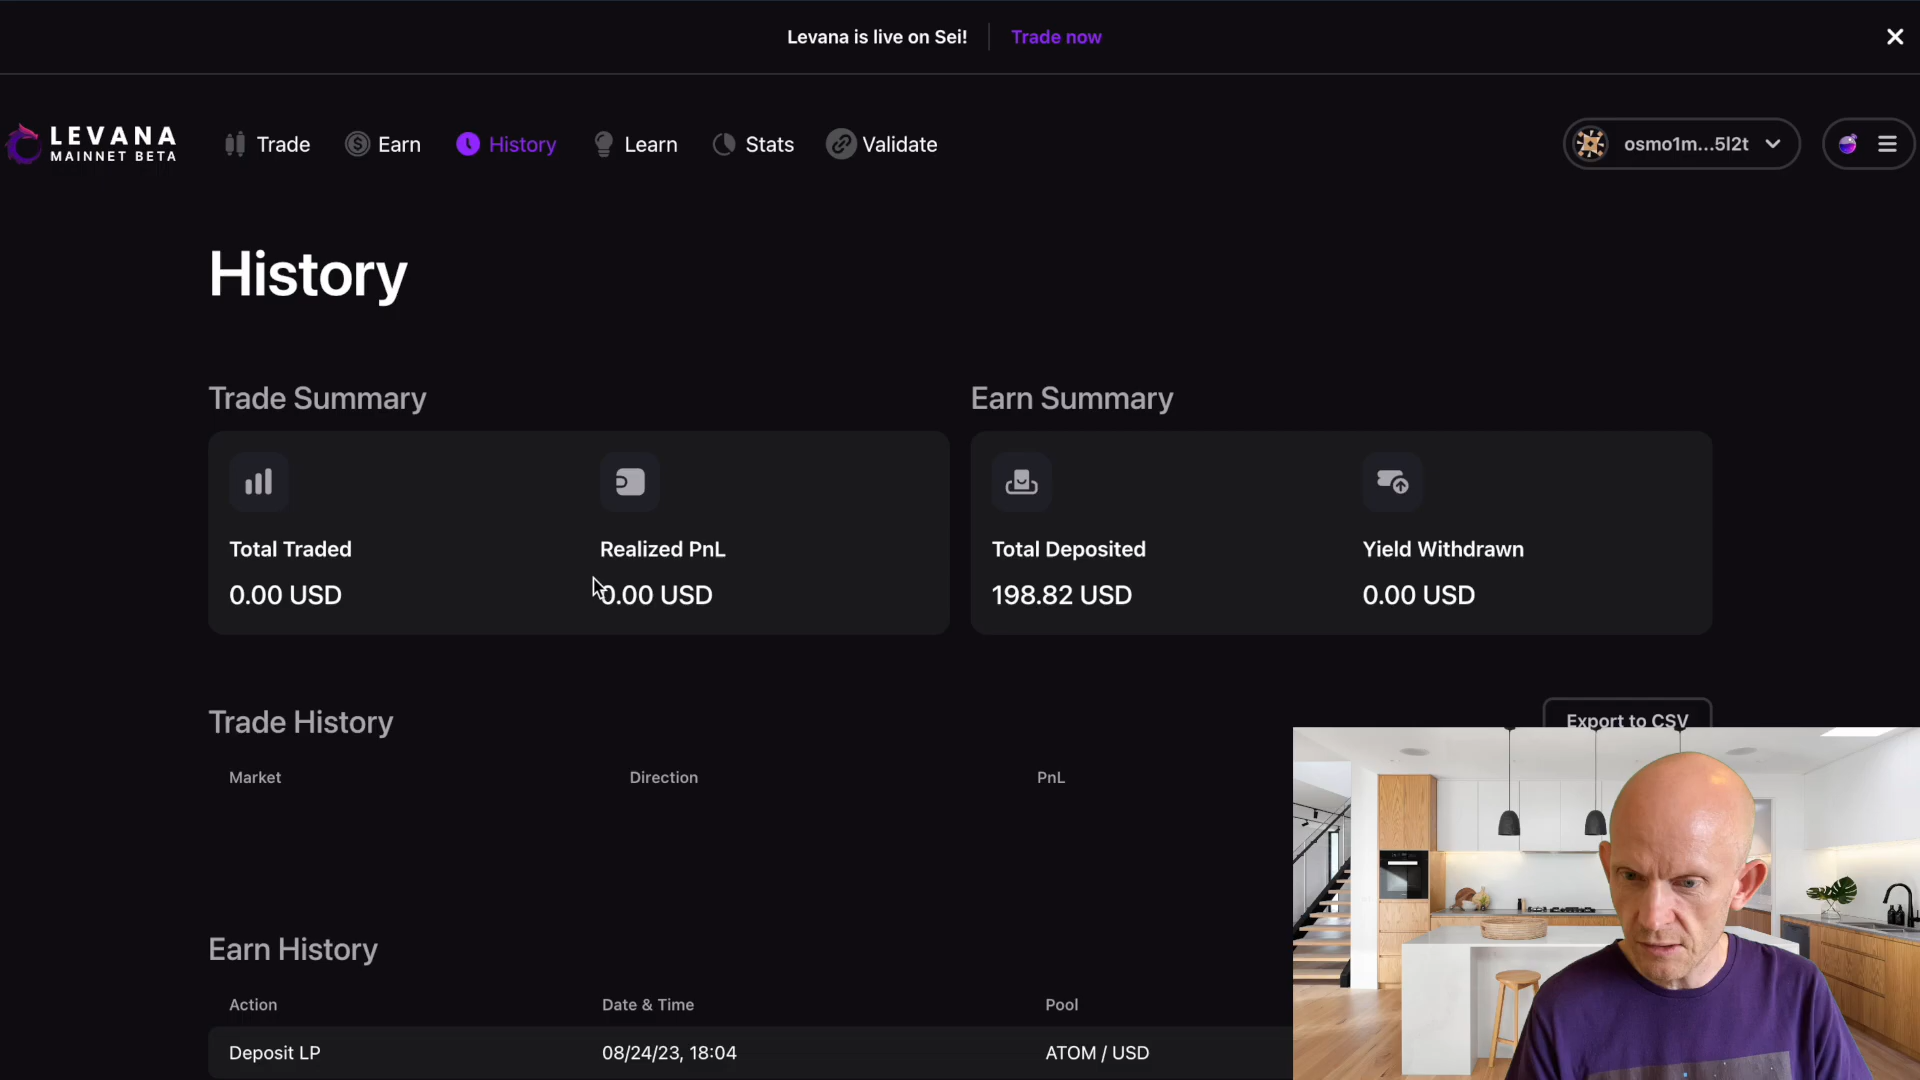 Levana is live on Sei! Trade now
LEVANA
MAINNET BETA
Trade Earn History Learn Stats Validate
osmo1m...5l2t
History
Trade Summary
Total Traded
0.00 USD
Realized PnL
0.00 USD
Earn Summary
Total Deposited
198.82 USD
Yield Withdrawn
0.00 USD
Trade History
Export to CSV
Market Direction PnL
Earn History
Action Date & Time Pool
Deposit LP 08/24/23, 18:04 ATOM / USD